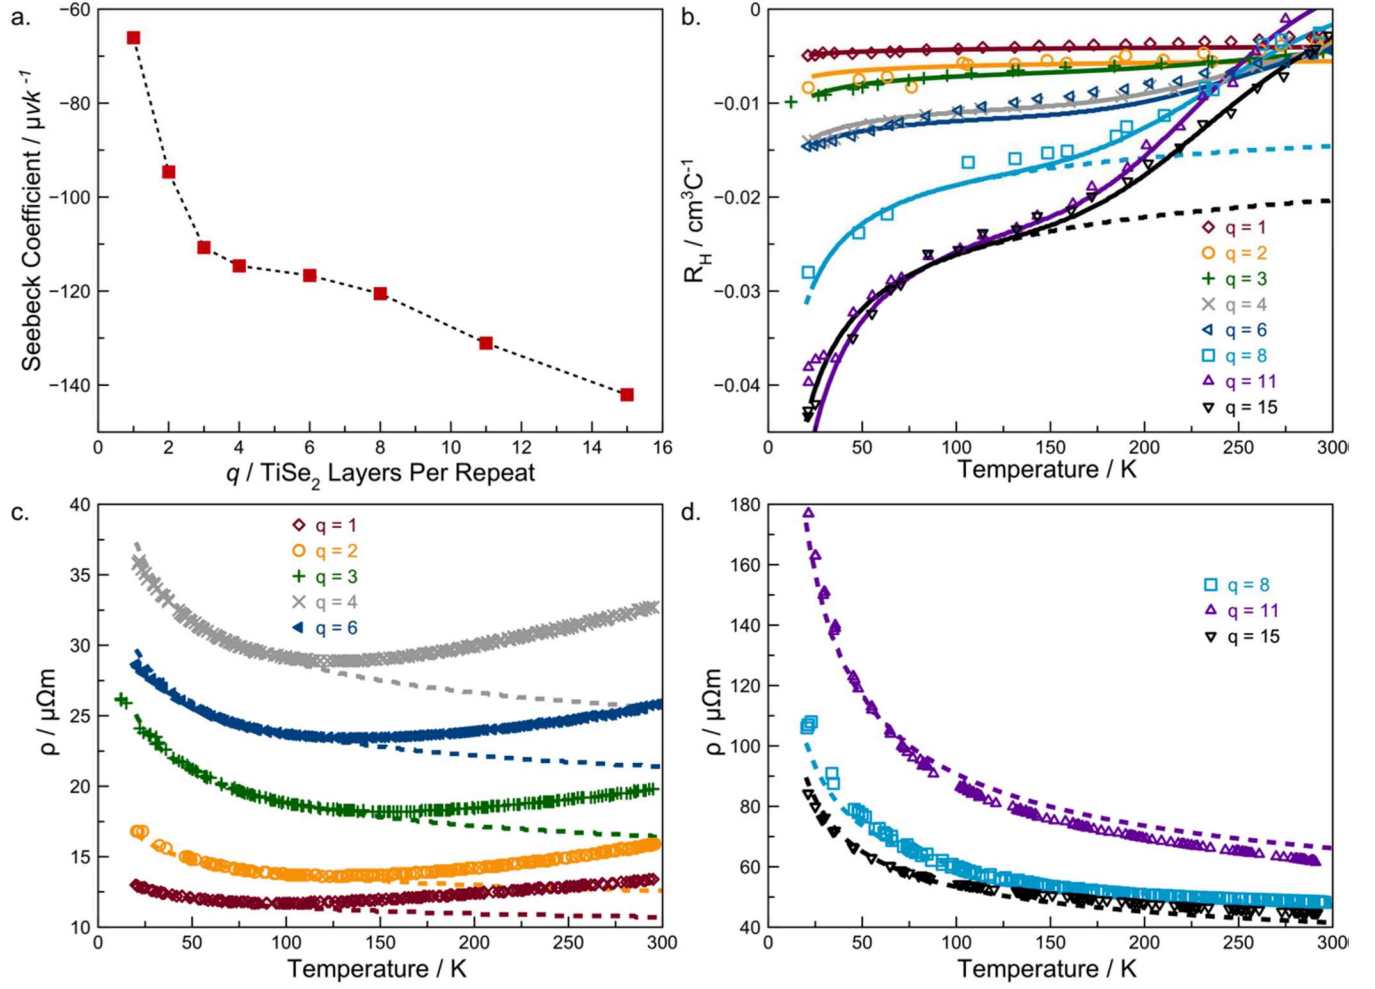 a.
−60
−80
−100
−120
−140
Seebeck Coefficient / μvk⁻¹
0 2 4 6 8 10 12 14 16
q / TiSe₂ Layers Per Repeat
b.
0
−0.01
−0.02
−0.03
−0.04
R_H / cm³C⁻¹
q = 1
q = 2
q = 3
q = 4
q = 6
q = 8
q = 11
q = 15
0 50 100 150 200 250 300
Temperature / K
c.
40
35
30
25
20
15
10
ρ / μΩm
q = 1
q = 2
q = 3
q = 4
q = 6
0 50 100 150 200 250 300
Temperature / K
d.
180
160
140
120
100
80
60
40
ρ / μΩm
q = 8
q = 11
q = 15
0 50 100 150 200 250 300
Temperature / K